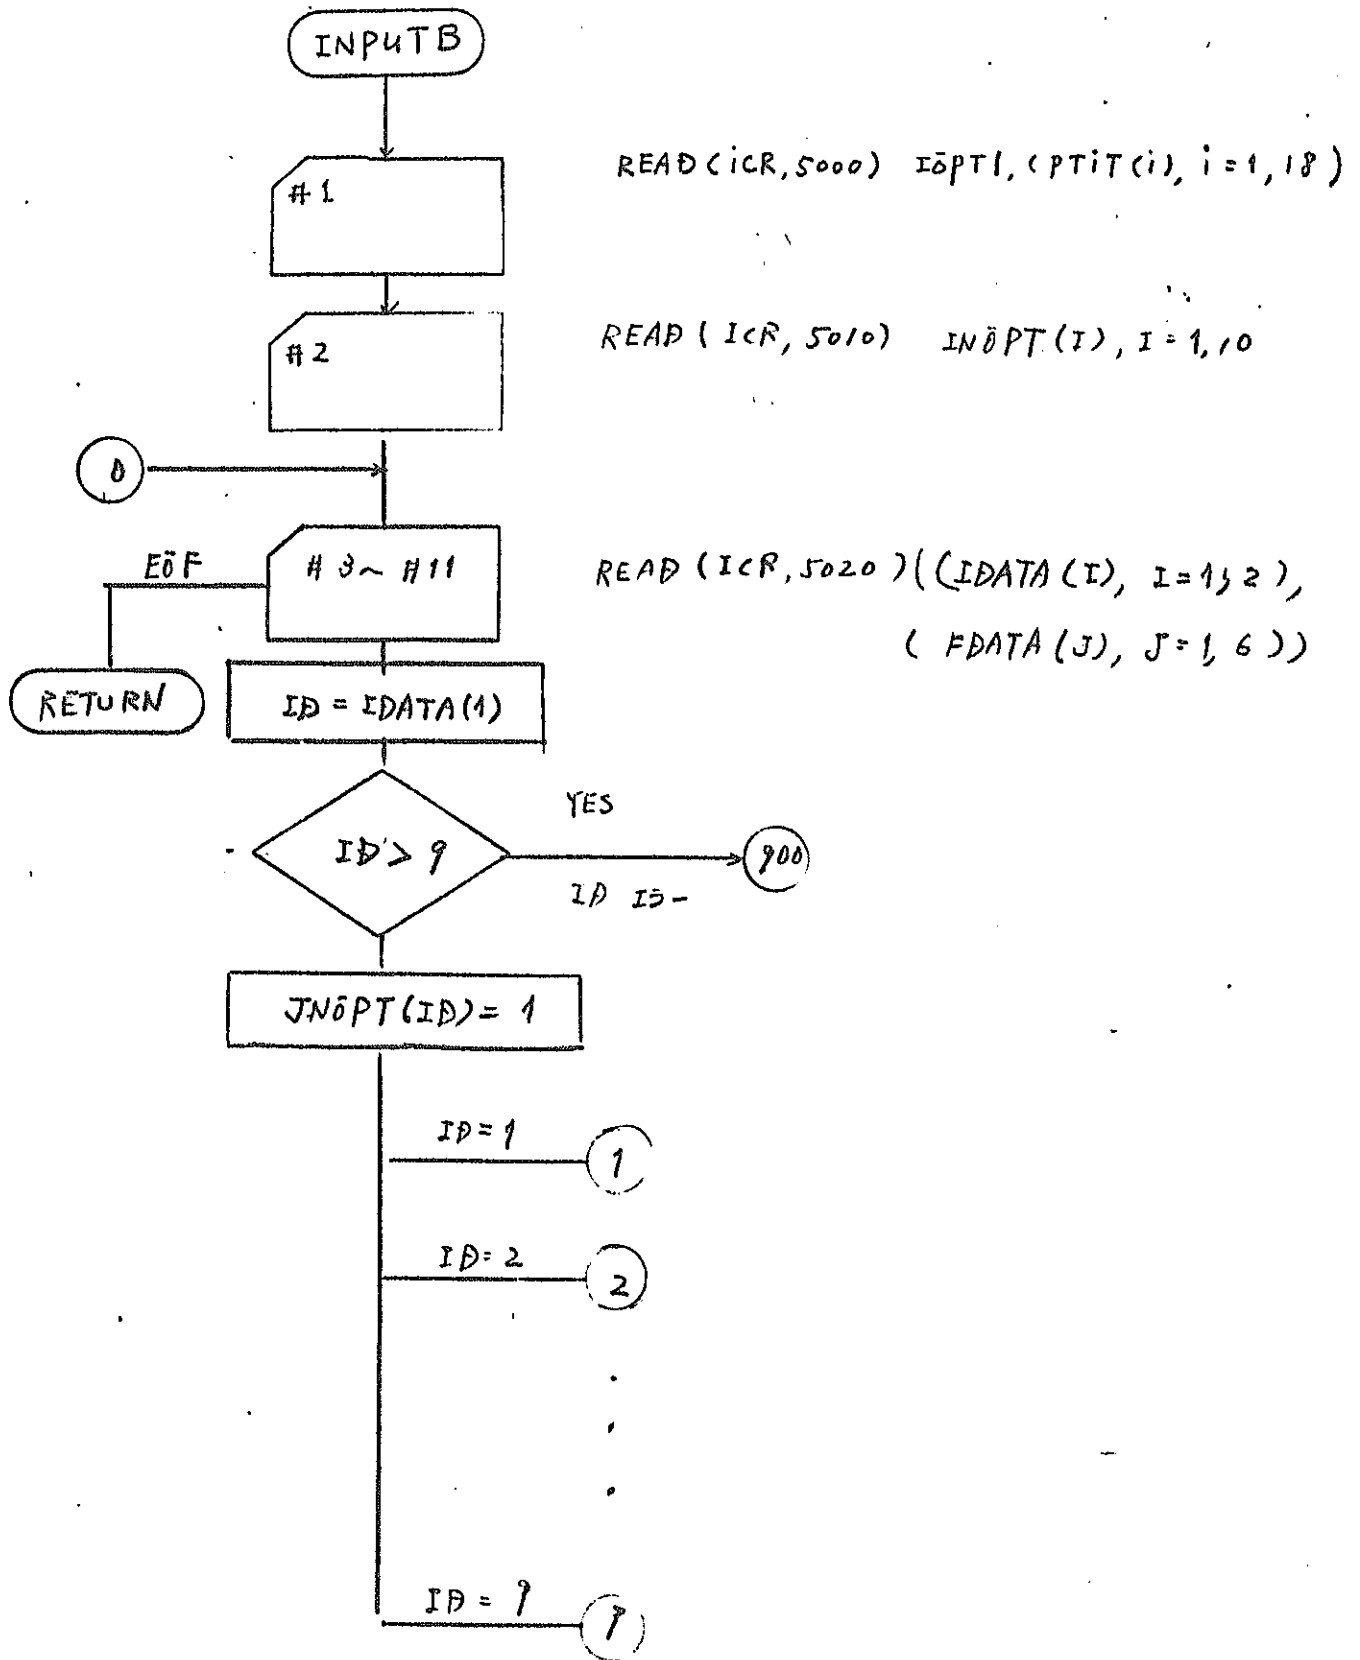 INPUTB
#1
READ (iCR, 5000) IŌPT1, (PTiT(i), i = 1, 18)
#2
READ (ICR, 5010) INŌPT(I), I = 1, 10
0
EŌF
#3~#11
READ (ICR, 5020) ((IDATA(I), I = 1, 2),
(FDATA(J), J = 1, 6))
RETURN
ID = IDATA(1)
YES
ID > 9
900
ID
JNŌPT(ID) = 1
ID = 1
1
ID = 2
2
ID = 9
9